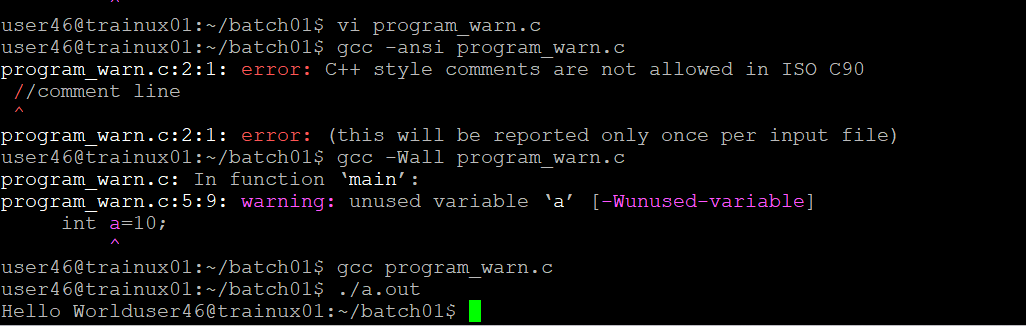 ^
user46@trainux01:~/batch01$ vi program_warn.c
user46@trainux01:~/batch01$ gcc -ansi program_warn.c
program_warn.c:2:1: error: C++ style comments are not allowed in ISO C90
 //comment line
 ^
program_warn.c:2:1: error: (this will be reported only once per input file)
user46@trainux01:~/batch01$ gcc -Wall program_warn.c
program_warn.c: In function ‘main’:
program_warn.c:5:9: warning: unused variable ‘a’ [-Wunused-variable]
     int a=10;
         ^
user46@trainux01:~/batch01$ gcc program_warn.c
user46@trainux01:~/batch01$ ./a.out
Hello Worlduser46@trainux01:~/batch01$